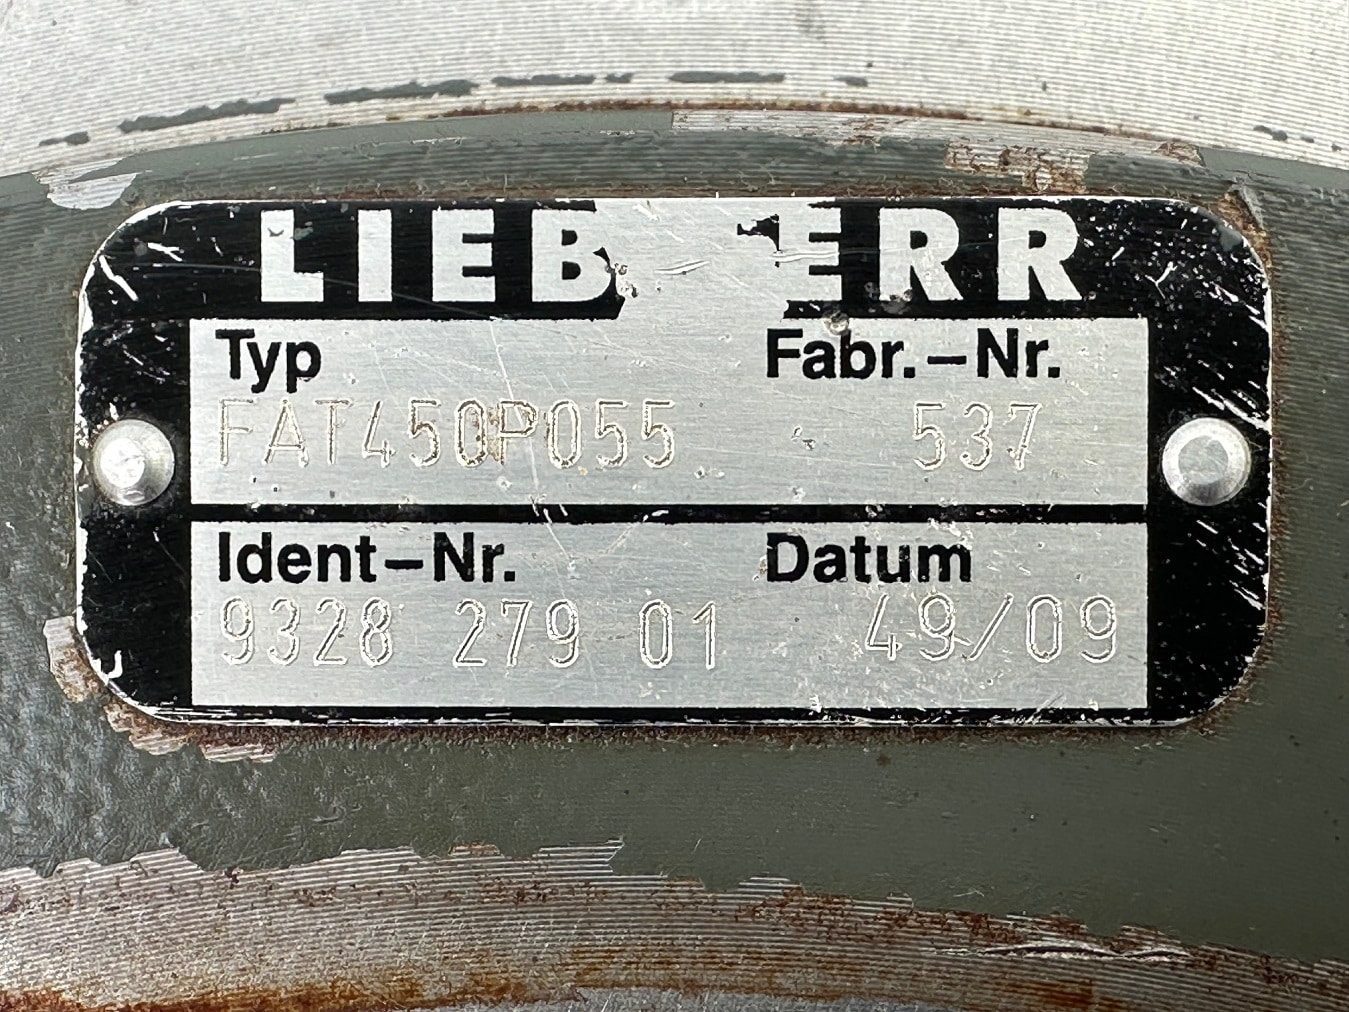 LIEB ERR
Typ Fabr.-Nr.
FAT450P055 537
Ident-Nr. Datum
9328 279 01 49/09